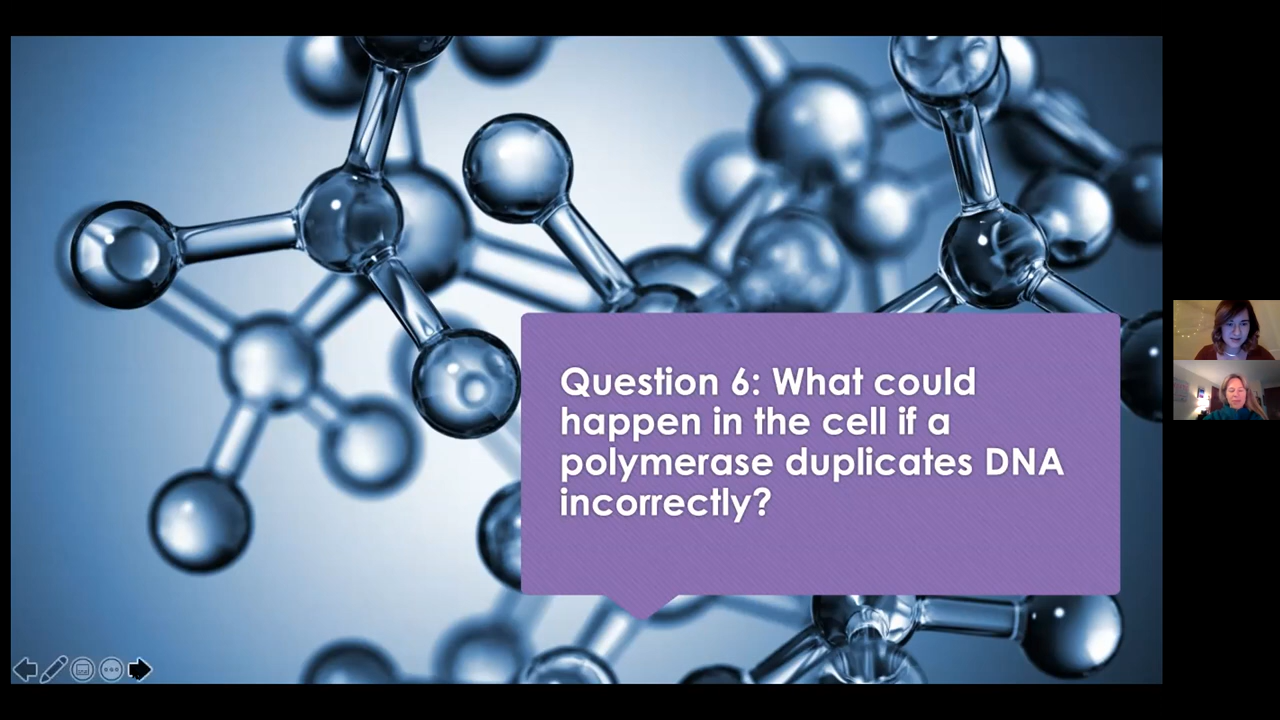 Question 6: What could
happen in the cell if a
polymerase duplicates DNA
incorrectly?